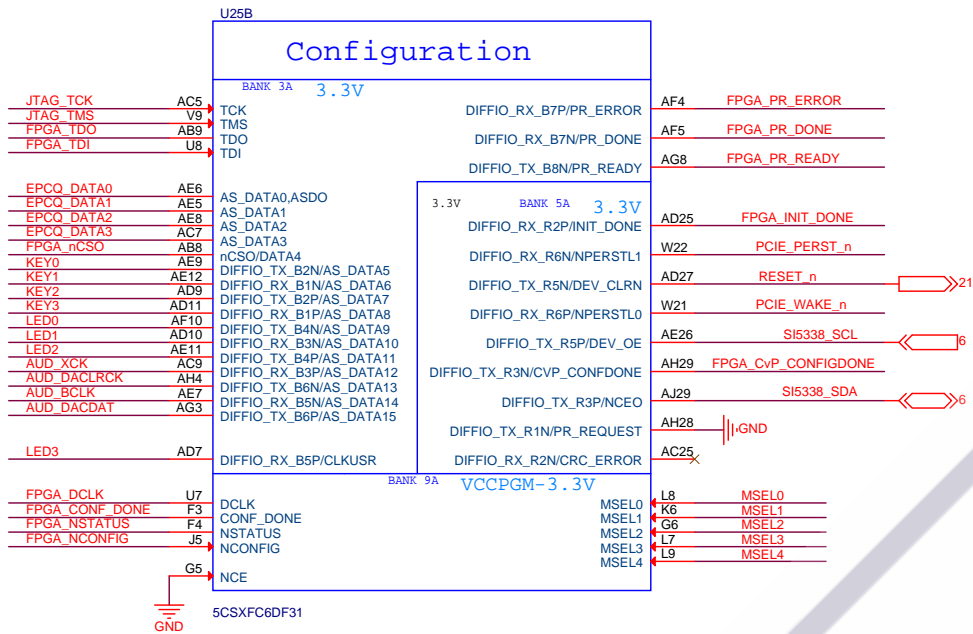 U25B
Configuration
BANK 3A 3.3V
JTAG_TCK AC5 TCK
JTAG_TMS V9 TMS
FPGA_TDO AB9 TDO
FPGA_TDI U8 TDI
DIFFIO_RX_B7P/PR_ERROR AF4 FPGA_PR_ERROR
DIFFIO_RX_B7N/PR_DONE AF5 FPGA_PR_DONE
DIFFIO_TX_B8N/PR_READY AG8 FPGA_PR_READY
EPCQ_DATA0 AE6 AS_DATA0,ASDO
EPCQ_DATA1 AE5 AS_DATA1
EPCQ_DATA2 AE8 AS_DATA2
EPCQ_DATA3 AC7 AS_DATA3
FPGA_nCSO AB8 nCSO/DATA4
KEY0 AE9 DIFFIO_TX_B2N/AS_DATA5
KEY1 AE12 DIFFIO_RX_B1N/AS_DATA6
KEY2 AD9 DIFFIO_TX_B2P/AS_DATA7
KEY3 AD11 DIFFIO_RX_B1P/AS_DATA8
LED0 AF10 DIFFIO_TX_B4N/AS_DATA9
LED1 AD10 DIFFIO_RX_B3N/AS_DATA10
LED2 AE11 DIFFIO_TX_B4P/AS_DATA11
AUD_XCK AC9 DIFFIO_RX_B3P/AS_DATA12
AUD_DACLRCK AH4 DIFFIO_TX_B6N/AS_DATA13
AUD_BCLK AE7 DIFFIO_RX_B5N/AS_DATA14
AUD_DACDAT AG3 DIFFIO_TX_B6P/AS_DATA15
LED3 AD7 DIFFIO_RX_B5P/CLKUSR
3.3V BANK 5A 3.3V
DIFFIO_RX_R2P/INIT_DONE AD25 FPGA_INIT_DONE
DIFFIO_RX_R6N/NPERSTL1 W22 PCIE_PERST_n
DIFFIO_TX_R5N/DEV_CLRN AD27 RESET_n 21
DIFFIO_RX_R6P/NPERSTL0 W21 PCIE_WAKE_n
DIFFIO_TX_R5P/DEV_OE AE26 SI5338_SCL 6
DIFFIO_TX_R3N/CVP_CONFDONE AH29 FPGA_CvP_CONFIGDONE
DIFFIO_TX_R3P/NCEO AJ29 SI5338_SDA 6
DIFFIO_TX_R1N/PR_REQUEST AH28 GND
DIFFIO_RX_R2N/CRC_ERROR AC25
BANK 9A VCCPGM-3.3V
FPGA_DCLK U7 DCLK
FPGA_CONF_DONE F3 CONF_DONE
FPGA_NSTATUS F4 NSTATUS
FPGA_NCONFIG J5 NCONFIG
G5 NCE
GND
MSEL0 L8 MSEL0
MSEL1 K6 MSEL1
MSEL2 G6 MSEL2
MSEL3 L7 MSEL3
MSEL4 L9 MSEL4
5CSXFC6DF31